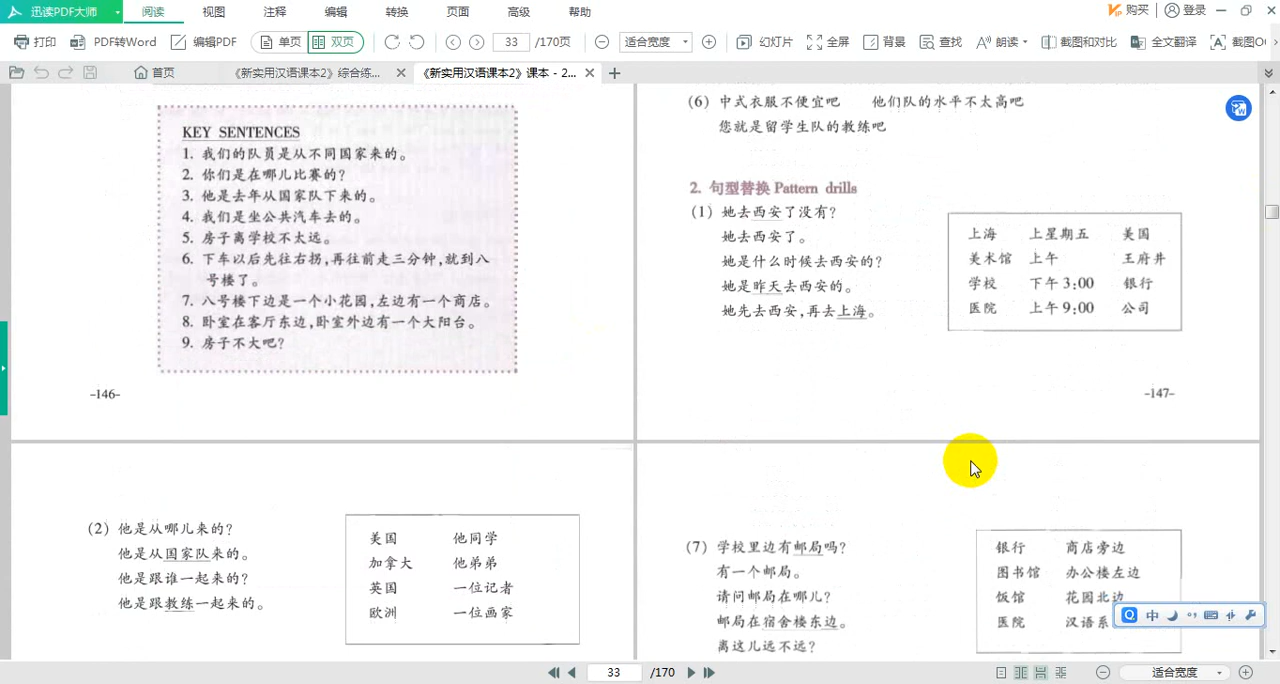 迅读PDF大师
阅读 视图 注释 编辑 转换 页面 高级 帮助
购买 登录
打印 PDF转Word 编辑PDF 单页 双页 33 /170页 适合宽度 幻灯片 全屏 背景 查找 朗读 截图和对比 全文翻译 截图O
首页 《新实用汉语课本2》综合练... 《新实用汉语课本2》课本 - 2...
KEY SENTENCES
1. 我们的队员是从不同国家来的。
2. 你们是在哪儿比赛的?
3. 他是去年从国家队下来的。
4. 我们是坐公共汽车去的。
5. 房子离学校不太远。
6. 下车以后先往右拐,再往前走三分钟,就到八
号楼了。
7. 八号楼下边是一个小花园,左边有一个商店。
8. 卧室在客厅东边,卧室外边有一个大阳台。
9. 房子不大吧?
-146-
(6) 中式衣服不便宜吧 他们队的水平不太高吧
您就是留学生队的教练吧
2. 句型替换 Pattern drills
(1) 她去西安了没有?
她去西安了。
她是什么时候去西安的?
她是昨天去西安的。
她先去西安,再去上海。
上海 上星期五 美国
美术馆 上午 王府井
学校 下午 3:00 银行
医院 上午 9:00 公司
-147-
(2) 他是从哪儿来的?
他是从国家队来的。
他是跟谁一起来的?
他是跟教练一起来的。
美国 他同学
加拿大 他弟弟
英国 一位记者
欧洲 一位画家
(7) 学校里边有邮局吗?
有一个邮局。
请问邮局在哪儿?
邮局在宿舍楼东边。
离这儿远不远?
银行 商店旁边
图书馆 办公楼左边
饭馆 花园北边
医院 汉语系
中
33 /170 适合宽度